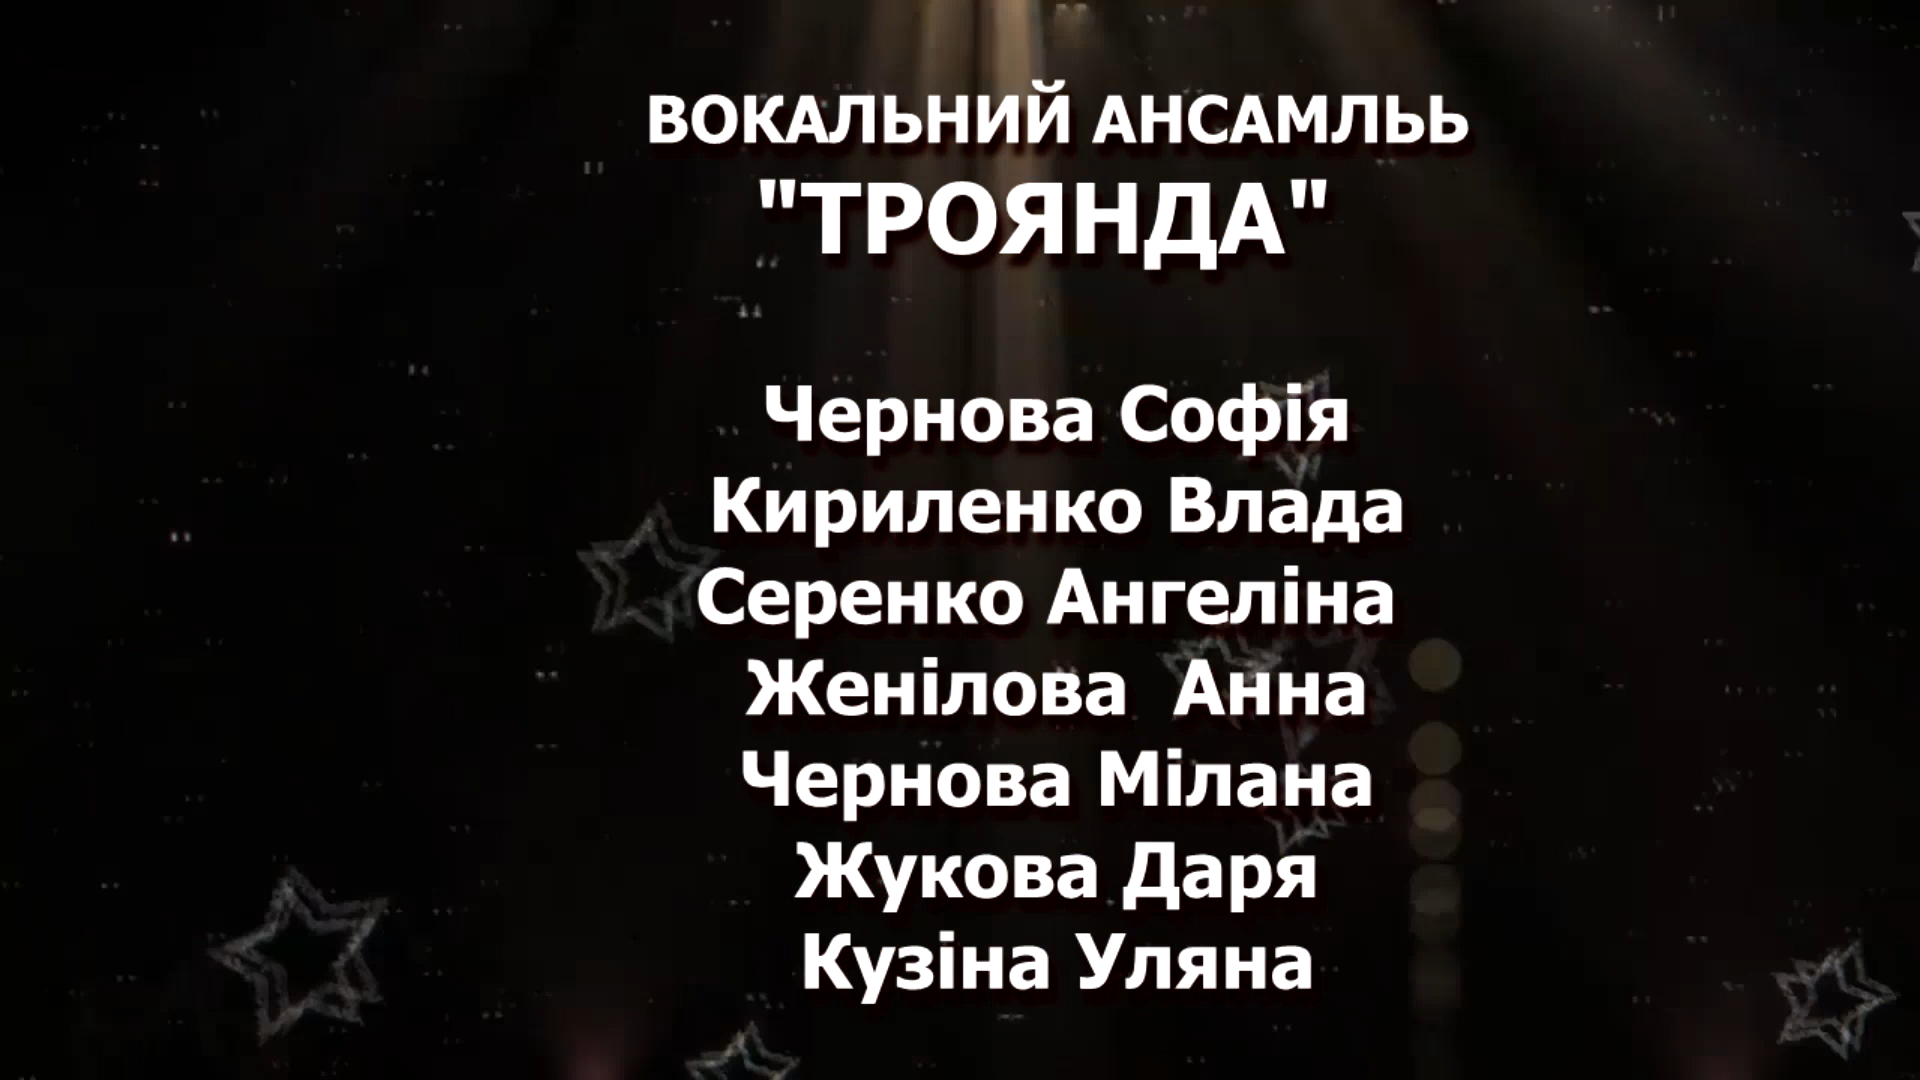 ВОКАЛЬНИЙ АНСАМЛЬЬ
"ТРОЯНДА"
Чернова Софія
Кириленко Влада
Серенко Ангеліна
Женілова Анна
Чернова Мілана
Жукова Даря
Кузіна Уляна